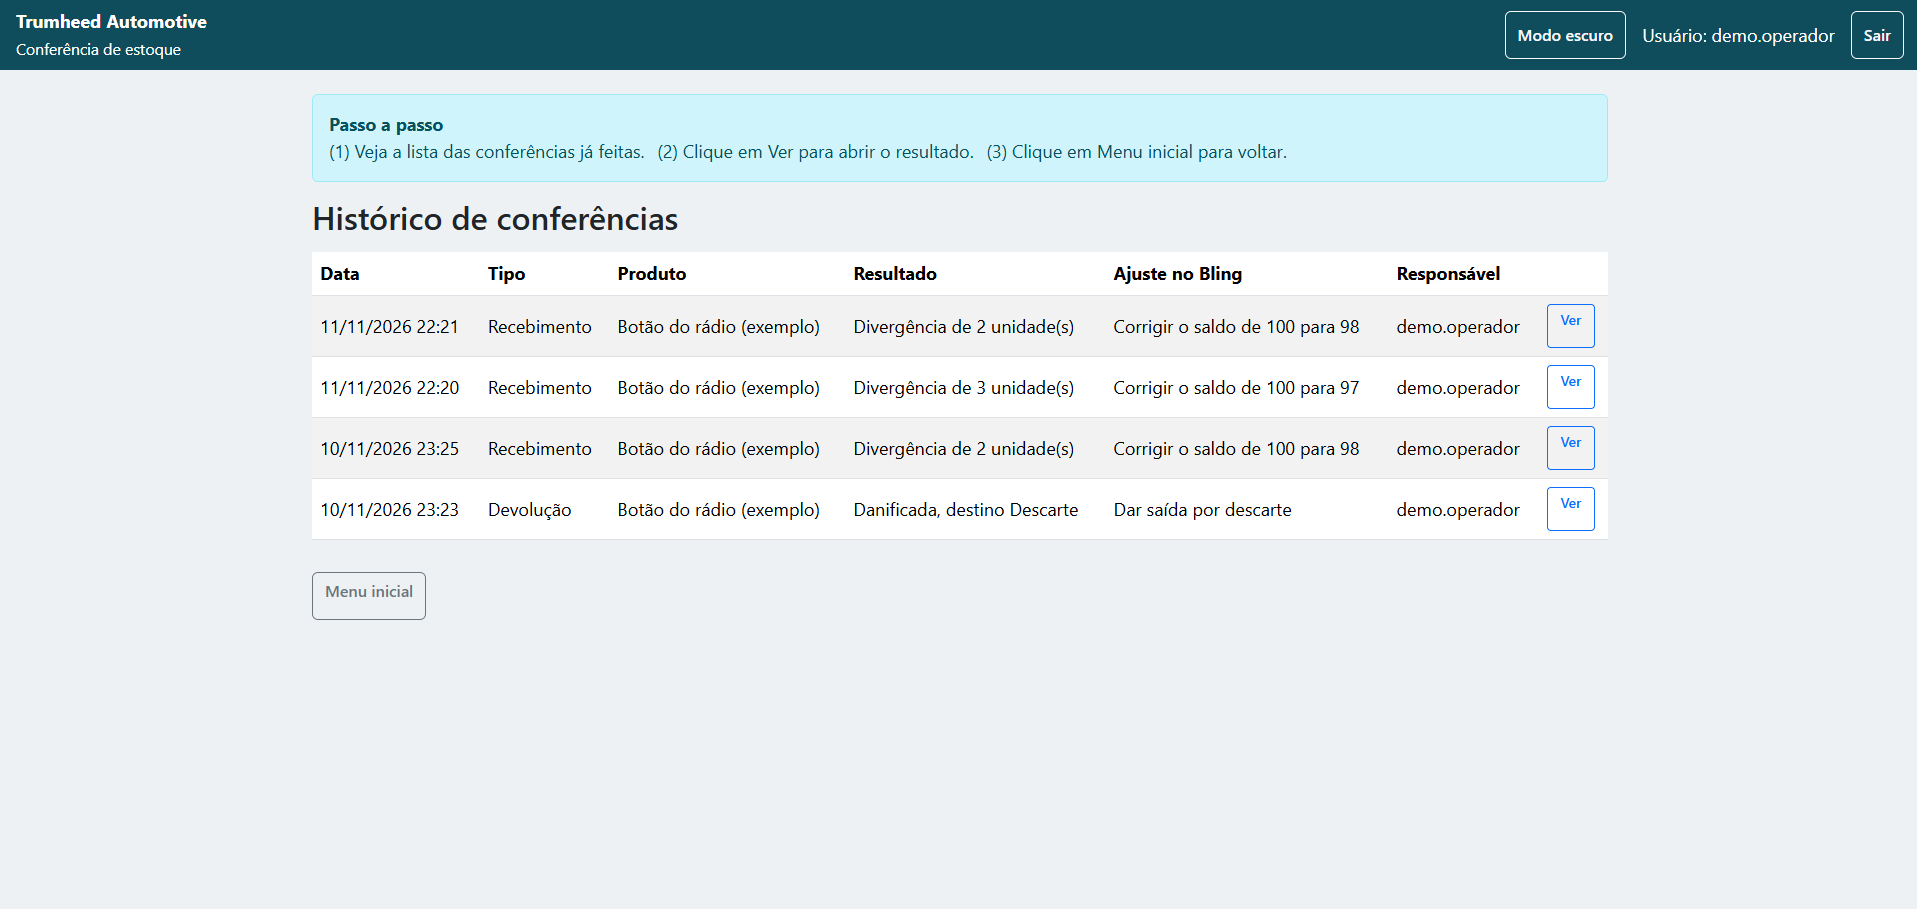 Trumheed Automotive
Conferência de estoque
Modo escuro
Usuário: demo.operador
Sair
Passo a passo
(1) Veja a lista das conferências já feitas. (2) Clique em Ver para abrir o resultado. (3) Clique em Menu inicial para voltar.
Histórico de conferências
Data Tipo Produto Resultado Ajuste no Bling Responsável
11/11/2026 22:21 Recebimento Botão do rádio (exemplo) Divergência de 2 unidade(s) Corrigir o saldo de 100 para 98 demo.operador Ver
11/11/2026 22:20 Recebimento Botão do rádio (exemplo) Divergência de 3 unidade(s) Corrigir o saldo de 100 para 97 demo.operador Ver
10/11/2026 23:25 Recebimento Botão do rádio (exemplo) Divergência de 2 unidade(s) Corrigir o saldo de 100 para 98 demo.operador Ver
10/11/2026 23:23 Devolução Botão do rádio (exemplo) Danificada, destino Descarte Dar saída por descarte demo.operador Ver
Menu inicial